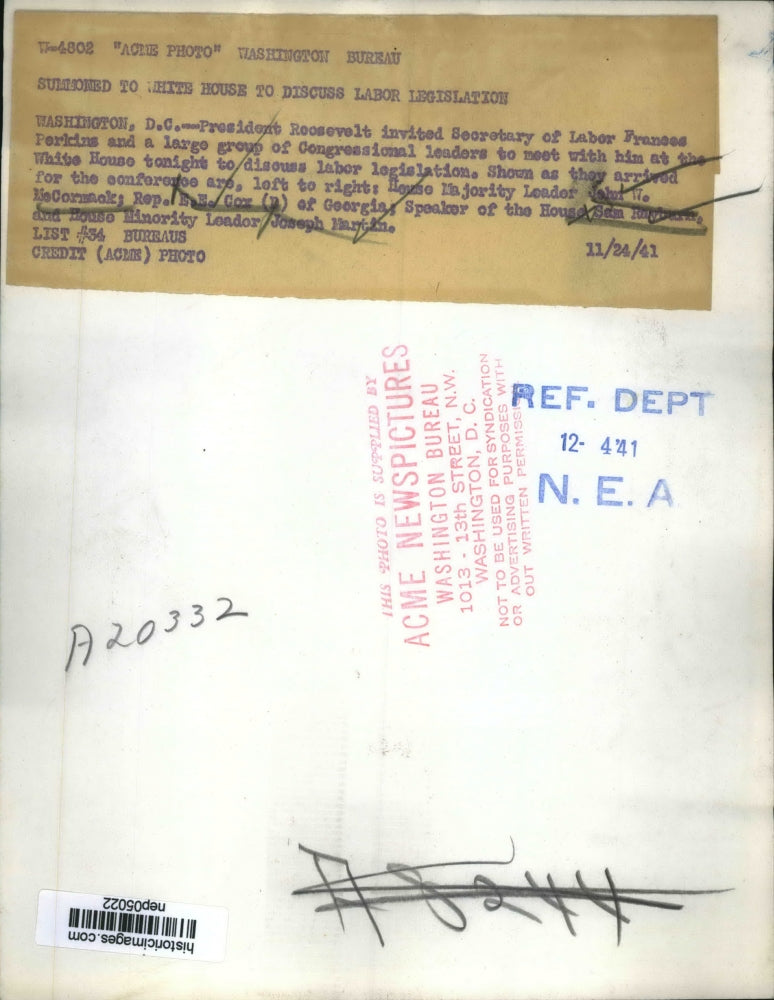 W-4802 "ACME PHOTO" WASHINGTON BUREAU
SUMMONED TO WHITE HOUSE TO DISCUSS LABOR LEGISLATION
WASHINGTON, D.C.--President Roosevelt invited Secretary of Labor Frances
Perkins and a large group of Congressional leaders to meet with him at the
White House tonight to discuss labor legislation. Shown as they arrived
for the conference are, left to right: House Majority Leader John W.
McCormack; Rep. E.E. Cox (D) of Georgia; Speaker of the House Sam Rayburn,
and House Minority Leader Joseph Martin.
LIST #34 BUREAUS
CREDIT (ACME) PHOTO 11/24/41
THIS PHOTO IS SUPPLIED BY
ACME NEWSPICTURES
WASHINGTON BUREAU
1013 - 13th STREET, N.W.
WASHINGTON, D. C.
NOT TO BE USED FOR SYNDICATION
OR ADVERTISING PURPOSES WITH
OUT WRITTEN PERMISSI
REF. DEPT
12- 4'41
N. E. A
A20332
A8244
historicimages.com
nep05022